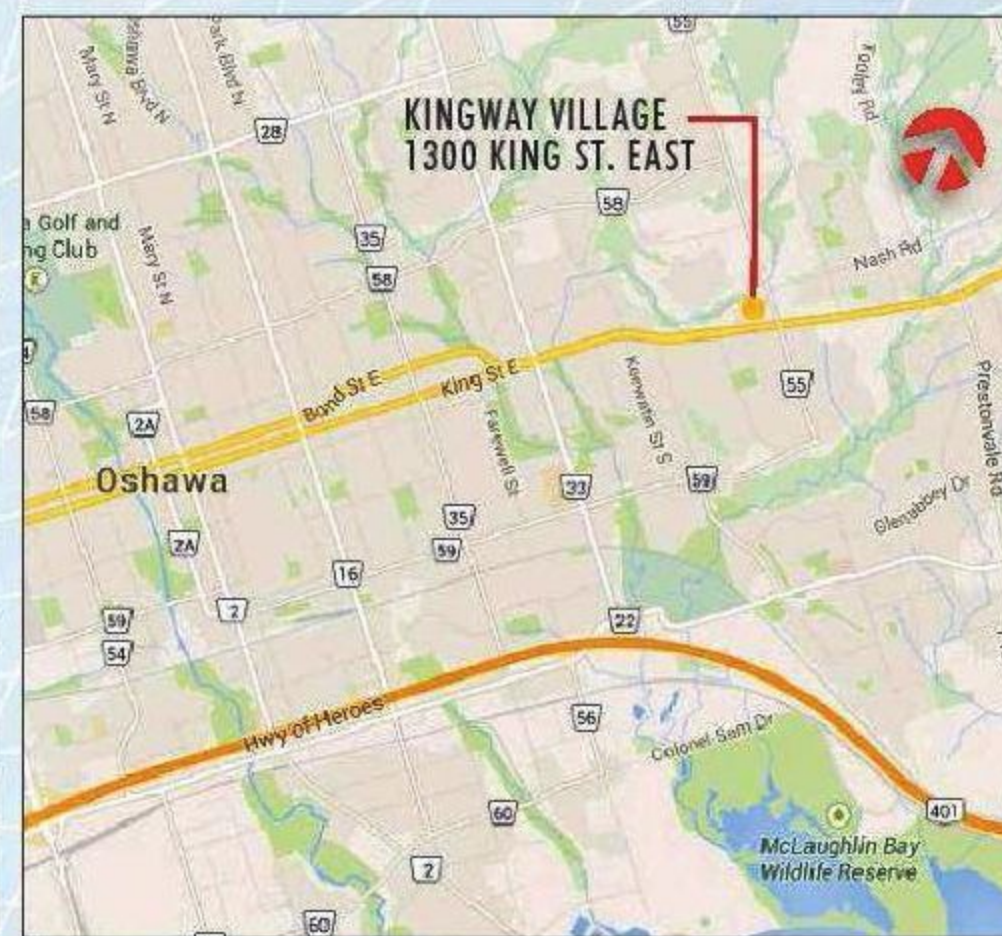 55
Mary St N
Blvd N
Park Blvd N
Tooley Rd
28
KINGWAY VILLAGE
1300 KING ST. EAST
58
Golf and
Club
Mary St N
35
58
Nash Rd
Bond St E
King St E
55
58
2A
Farewell St
Keewatin St S
Prestonvale Rd
Oshawa
33
59
Glenabbey Dr
35
59
2A
16
59
2
54
22
Hwy of Heroes
56
Colonel Sam Dr
60
401
McLaughlin Bay
Wildlife Reserve
2
60